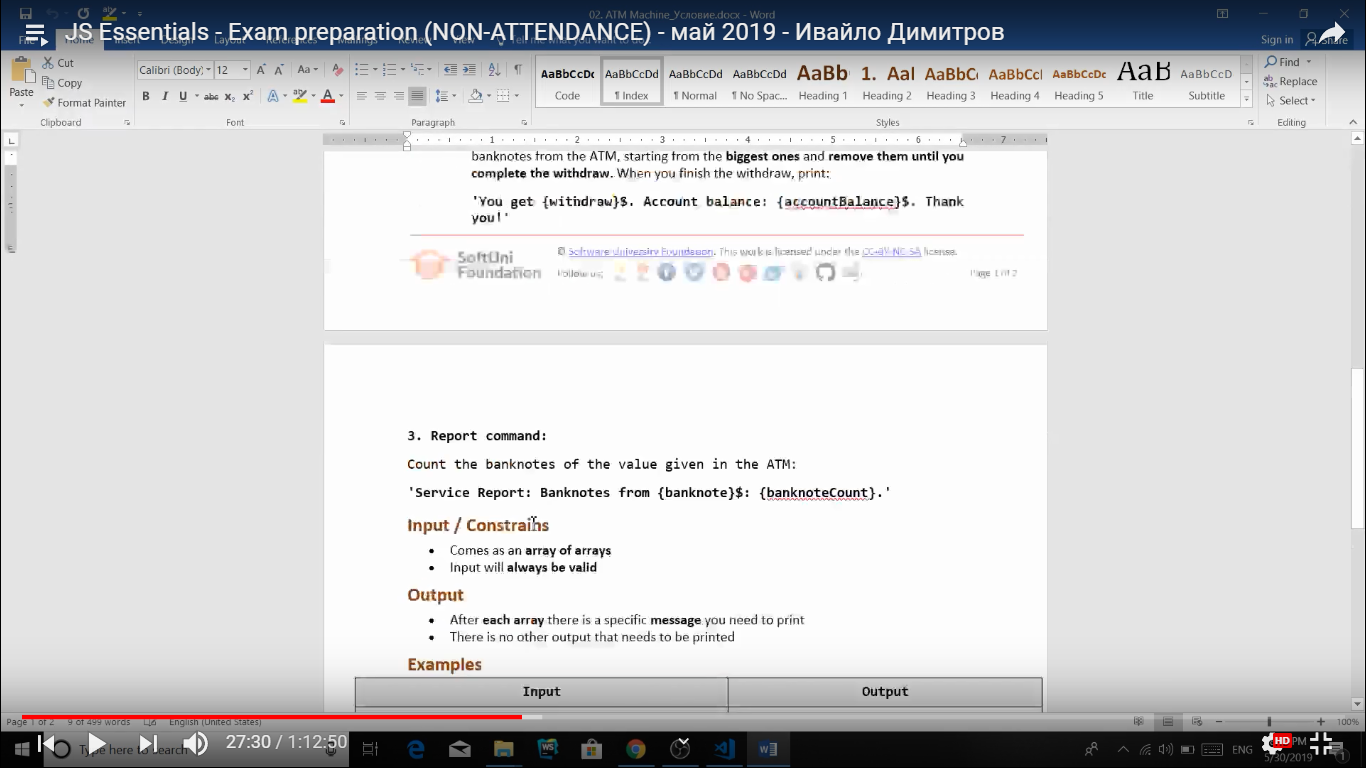 JS Essentials - Exam preparation (NON-ATTENDANCE) - май 2019 - Ивайло Димитров
02. ATM Machine_Условие.docx - Word
File Home Insert Design Layout References Mailings Review View Tell me what you want to do...
Sign in Share
Cut
Copy
Format Painter
Paste
Calibri (Body) 12
AaBbCcDc AaBbCcDd AaBbCcDd AaBbCcDd AaBb 1. AaI AaBbC AaBbC AaBbCcDd AaB AaBbCcD
Code ¶ Index ¶ Normal ¶ No Spac... Heading 1 Heading 2 Heading 3 Heading 4 Heading 5 Title Subtitle
Find
Replace
Select
Clipboard Font Paragraph Styles Editing
1 2 3 4 5 6 7
banknotes from the ATM, starting from the biggest ones and remove them until you
complete the withdraw. When you finish the withdraw, print:
'You get {withdraw}$. Account balance: {accountBalance}$. Thank
you!'
SoftUni
Foundation
© Software University Foundation. This work is licensed under the CC-BY-NC-SA license.
Follow us:
Page 1 of 2
3. Report command:
Count the banknotes of the value given in the ATM:
'Service Report: Banknotes from {banknote}$: {banknoteCount}.'
Input / Constrains
• Comes as an array of arrays
• Input will always be valid
Output
• After each array there is a specific message you need to print
• There is no other output that needs to be printed
Examples
Input Output
Page 1 of 2 9 of 499 words English (United States) 100%
Type here to search
27:30 / 1:12:50
ENG
HD
PM
5/30/2019